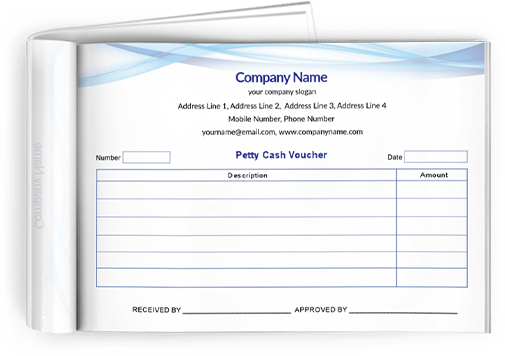 Company Name
your company slogan
Address Line 1, Address Line 2, Address Line 3, Address Line 4
Mobile Number, Phone Number
yourname@email.com, www.companyname.com
Number
Petty Cash Voucher
Date
Description Amount
RECEIVED BY APPROVED BY
Company Name